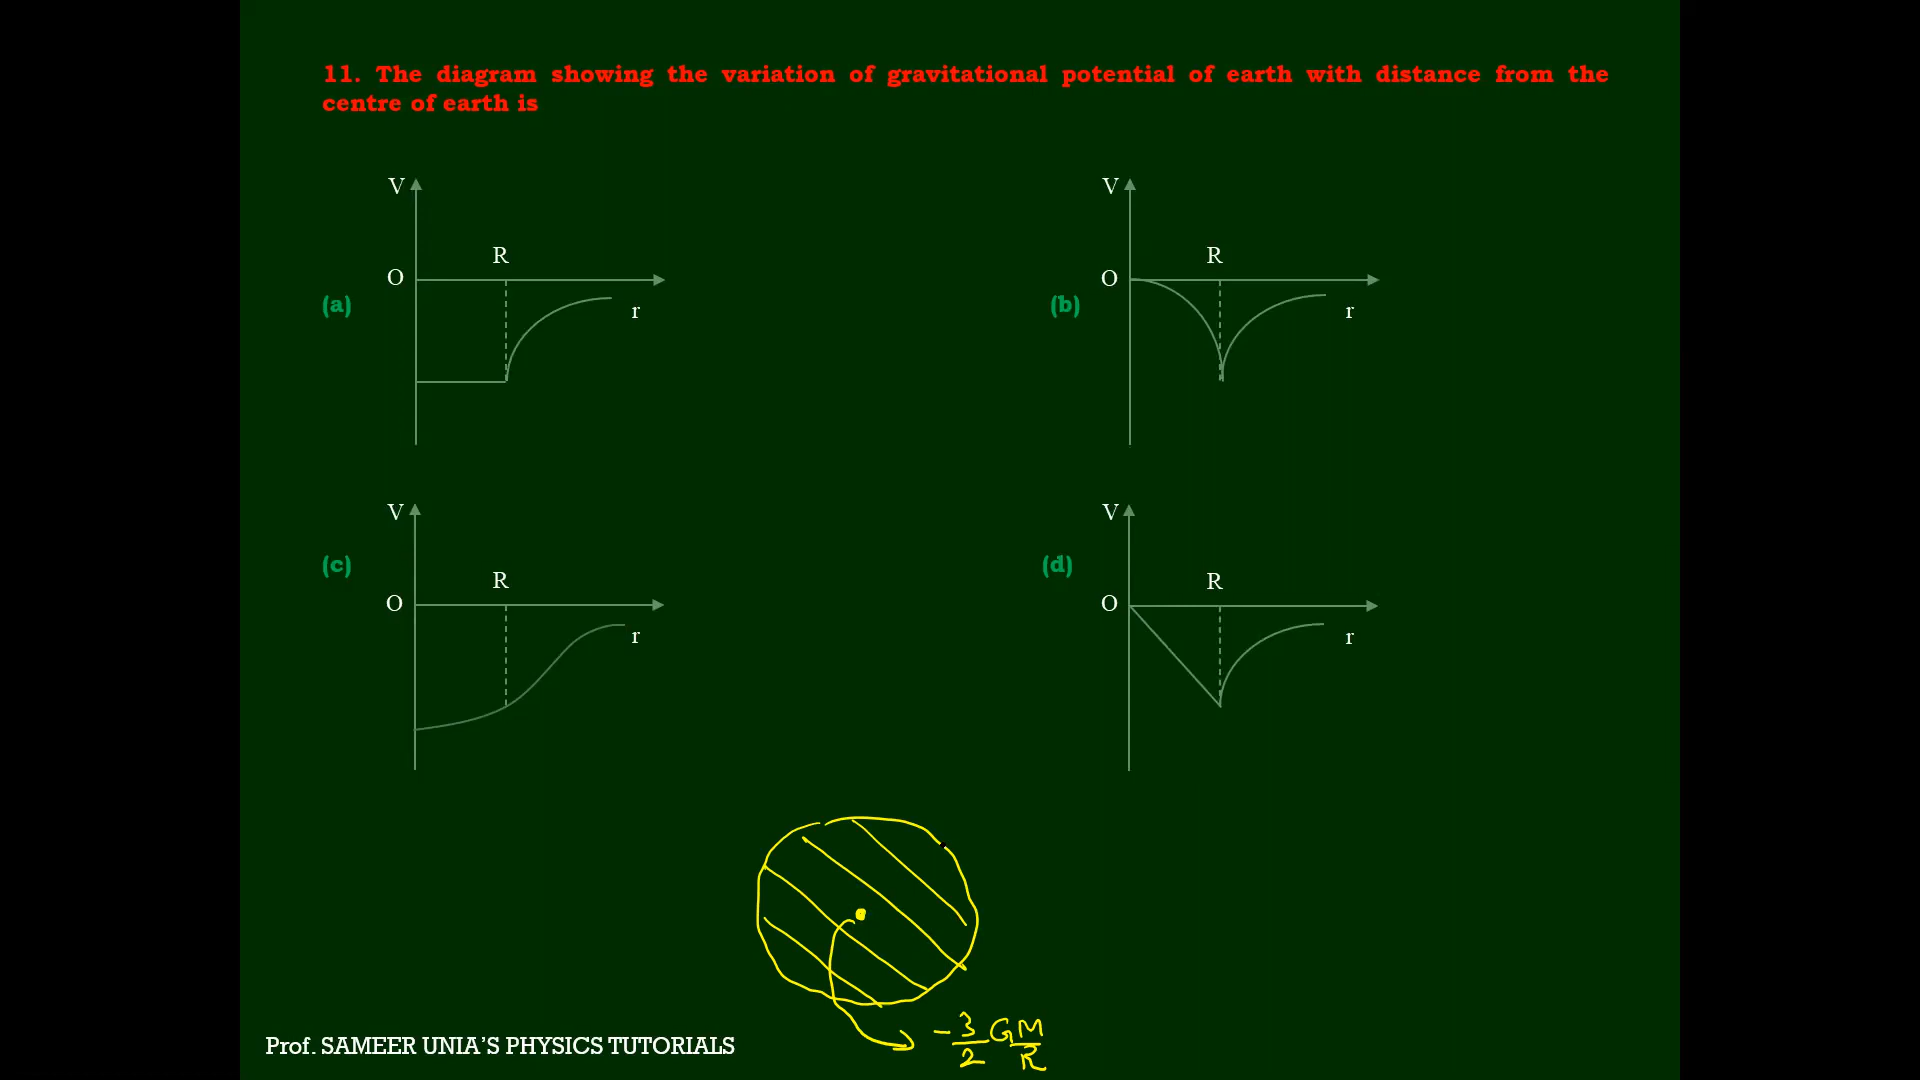 11. The diagram showing the variation of gravitational potential of earth with distance from the
centre of earth is
V
R
O
(a)
r
V
R
O
(b)
r
V
(c)
R
O
r
V
(d)
R
O
r
-3/2 GM/R
Prof. SAMEER UNIA'S PHYSICS TUTORIALS